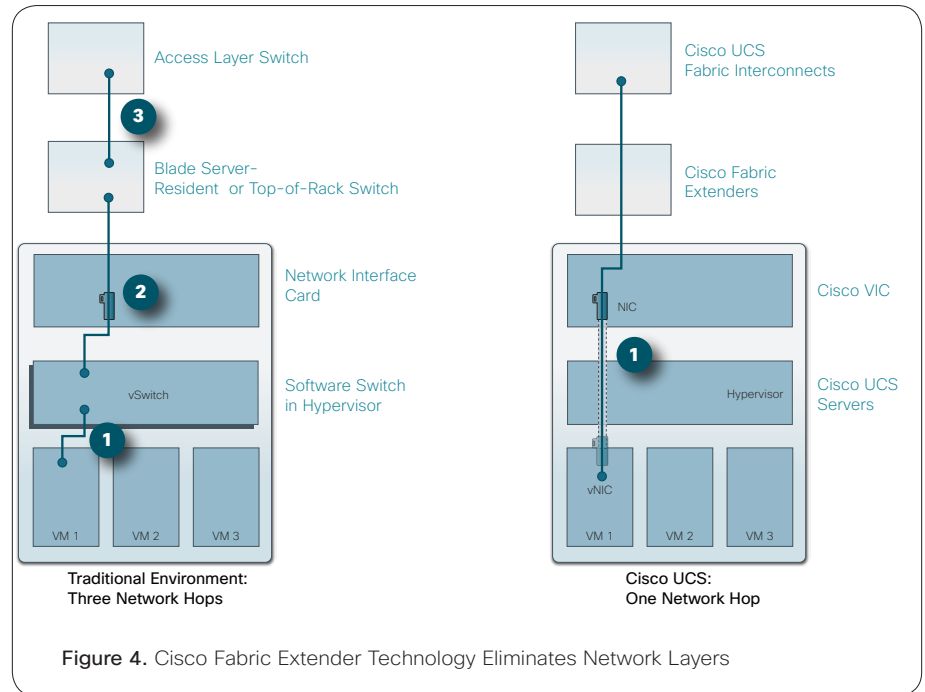 Access Layer Switch
3
Blade Server-
Resident or Top-of-Rack Switch
Network Interface
Card
2
vSwitch
Software Switch
in Hypervisor
1
VM 1
VM 2
VM 3
Traditional Environment:
Three Network Hops
Cisco UCS
Fabric Interconnects
Cisco Fabric
Extenders
NIC
Cisco VIC
1
Hypervisor
Cisco UCS
Servers
vNIC
VM 1
VM 2
VM 3
Cisco UCS:
One Network Hop
Figure 4. Cisco Fabric Extender Technology Eliminates Network Layers